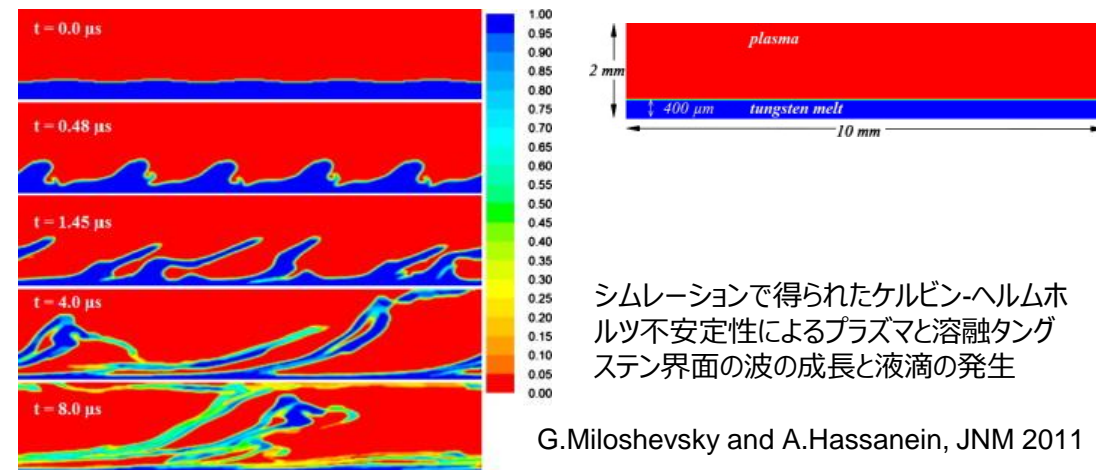 t = 0.0 μs
t = 0.48 μs
t = 1.45 μs
t = 4.0 μs
t = 8.0 μs
1.00
0.95
0.90
0.85
0.80
0.75
0.70
0.65
0.60
0.55
0.50
0.45
0.40
0.35
0.30
0.25
0.20
0.15
0.10
0.05
0.00
plasma
2 mm
400 μm
tungsten melt
10 mm
シムレーションで得られたケルビン-ヘルムホ
ルツ不安定性によるプラズマと溶融タング
ステン界面の波の成長と液滴の発生
G.Miloshevsky and A.Hassanein, JNM 2011